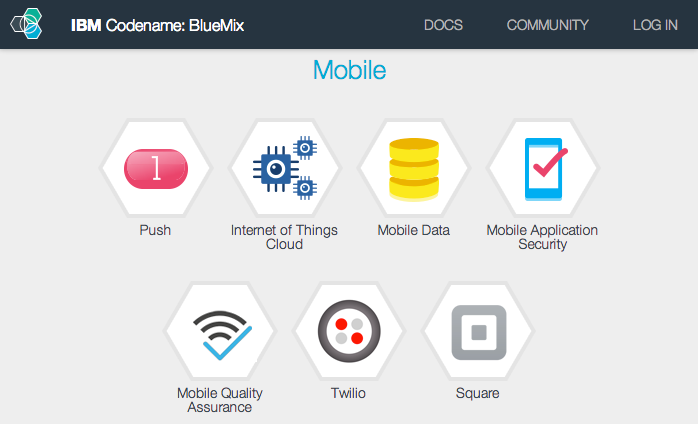 IBM Codename: BlueMix
DOCS
COMMUNITY
LOG IN
Mobile
1
Push
Internet of Things
Cloud
Mobile Data
Mobile Application
Security
Mobile Quality
Assurance
Twilio
Square